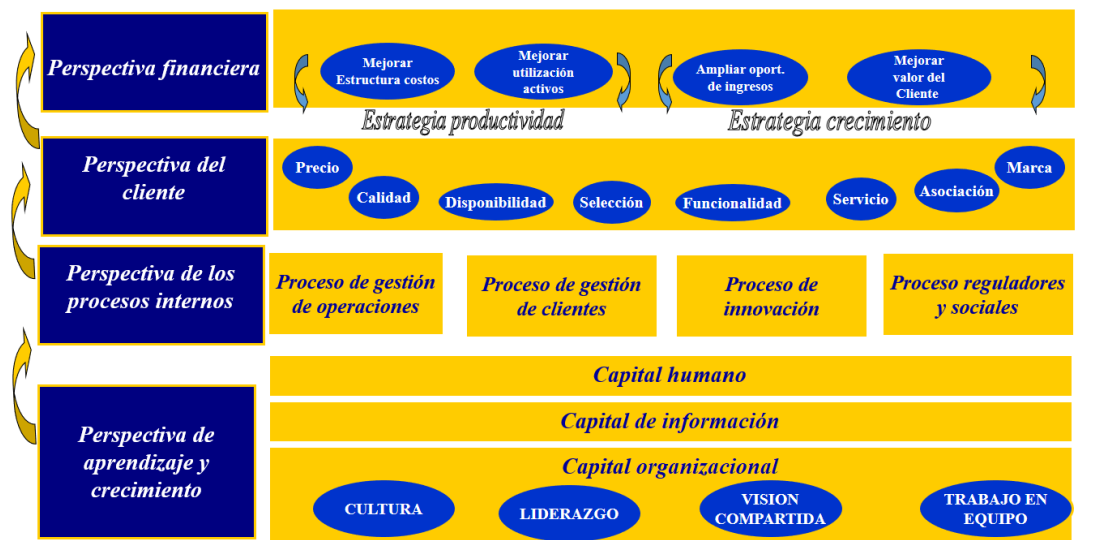 Perspectiva financiera
Mejorar
Estructura costos
Mejorar
utilización
activos
Ampliar oport.
de ingresos
Mejorar
valor del
Cliente
Estrategia productividad
Estrategia crecimiento
Perspectiva del
cliente
Precio
Calidad
Disponibilidad
Selección
Funcionalidad
Servicio
Asociación
Marca
Perspectiva de los
procesos internos
Proceso de gestión
de operaciones
Proceso de gestión
de clientes
Proceso de
innovación
Proceso reguladores
y sociales
Perspectiva de
aprendizaje y
crecimiento
Capital humano
Capital de información
Capital organizacional
CULTURA
LIDERAZGO
VISION
COMPARTIDA
TRABAJO EN
EQUIPO